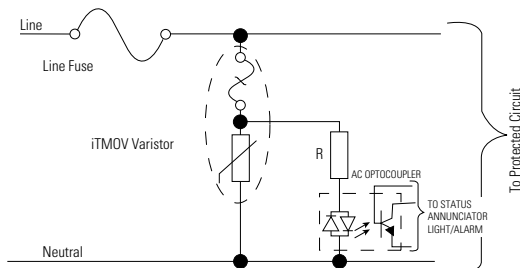 Line
Line Fuse
iTMOV Varistor
R
AC OPTOCOUPLER
TO STATUS
ANNUNCIATOR
LIGHT/ALARM
To Protected Circuit
Neutral